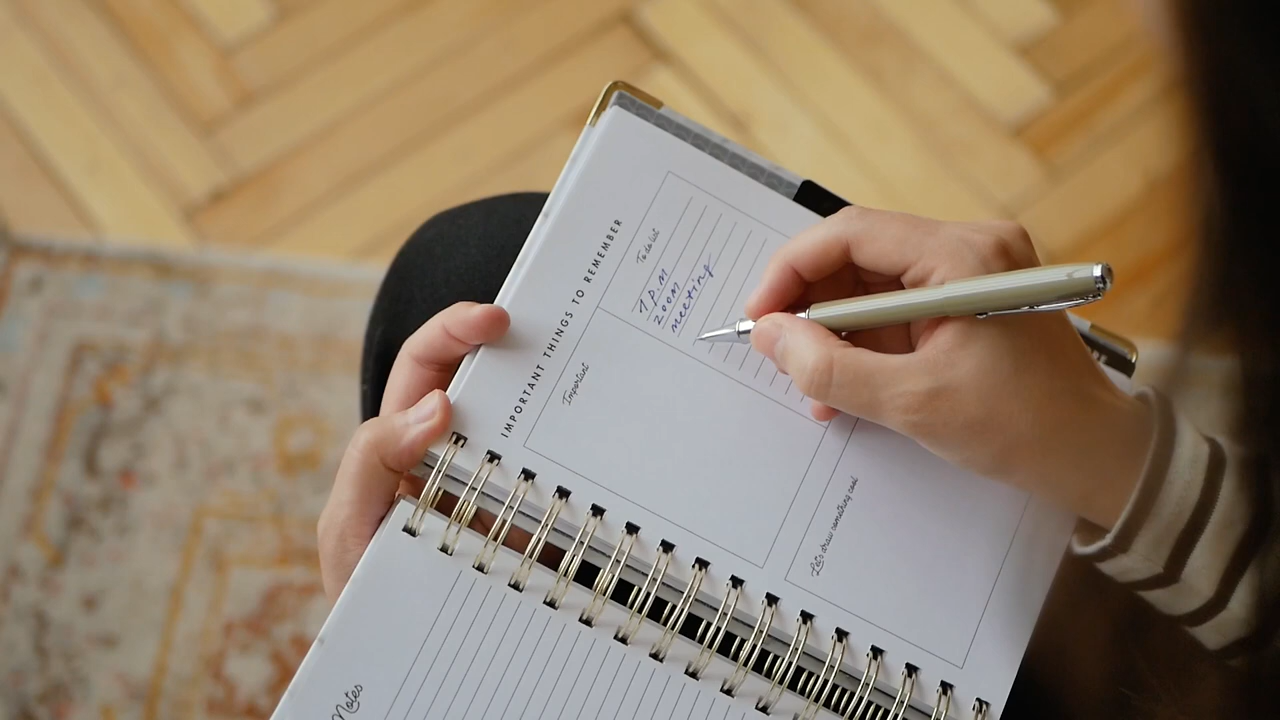 IMPORTANT THINGS TO REMEMBER
To do list
1 P.M
ZOOM
meeting
Important
Let's draw something cool
Notes